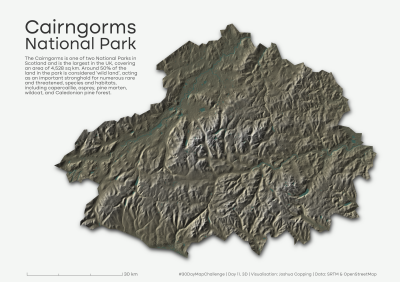 Cairngorms
National Park
The Cairngorms is one of two National Parks in
Scotland and is the largest in the UK, covering
an area of 4,528 sq km. Around 50% of the
land in the park is considered 'wild land', acting
as an important stronghold for numerous rare
and threatened, species and habitats,
including capercaillie, osprey, pine marten,
wildcat, and Caledonian pine forest.
30 km
#30DayMapChallenge | Day 11, 3D | Visualisation: Joshua Copping | Data: SRTM & OpenStreetMap